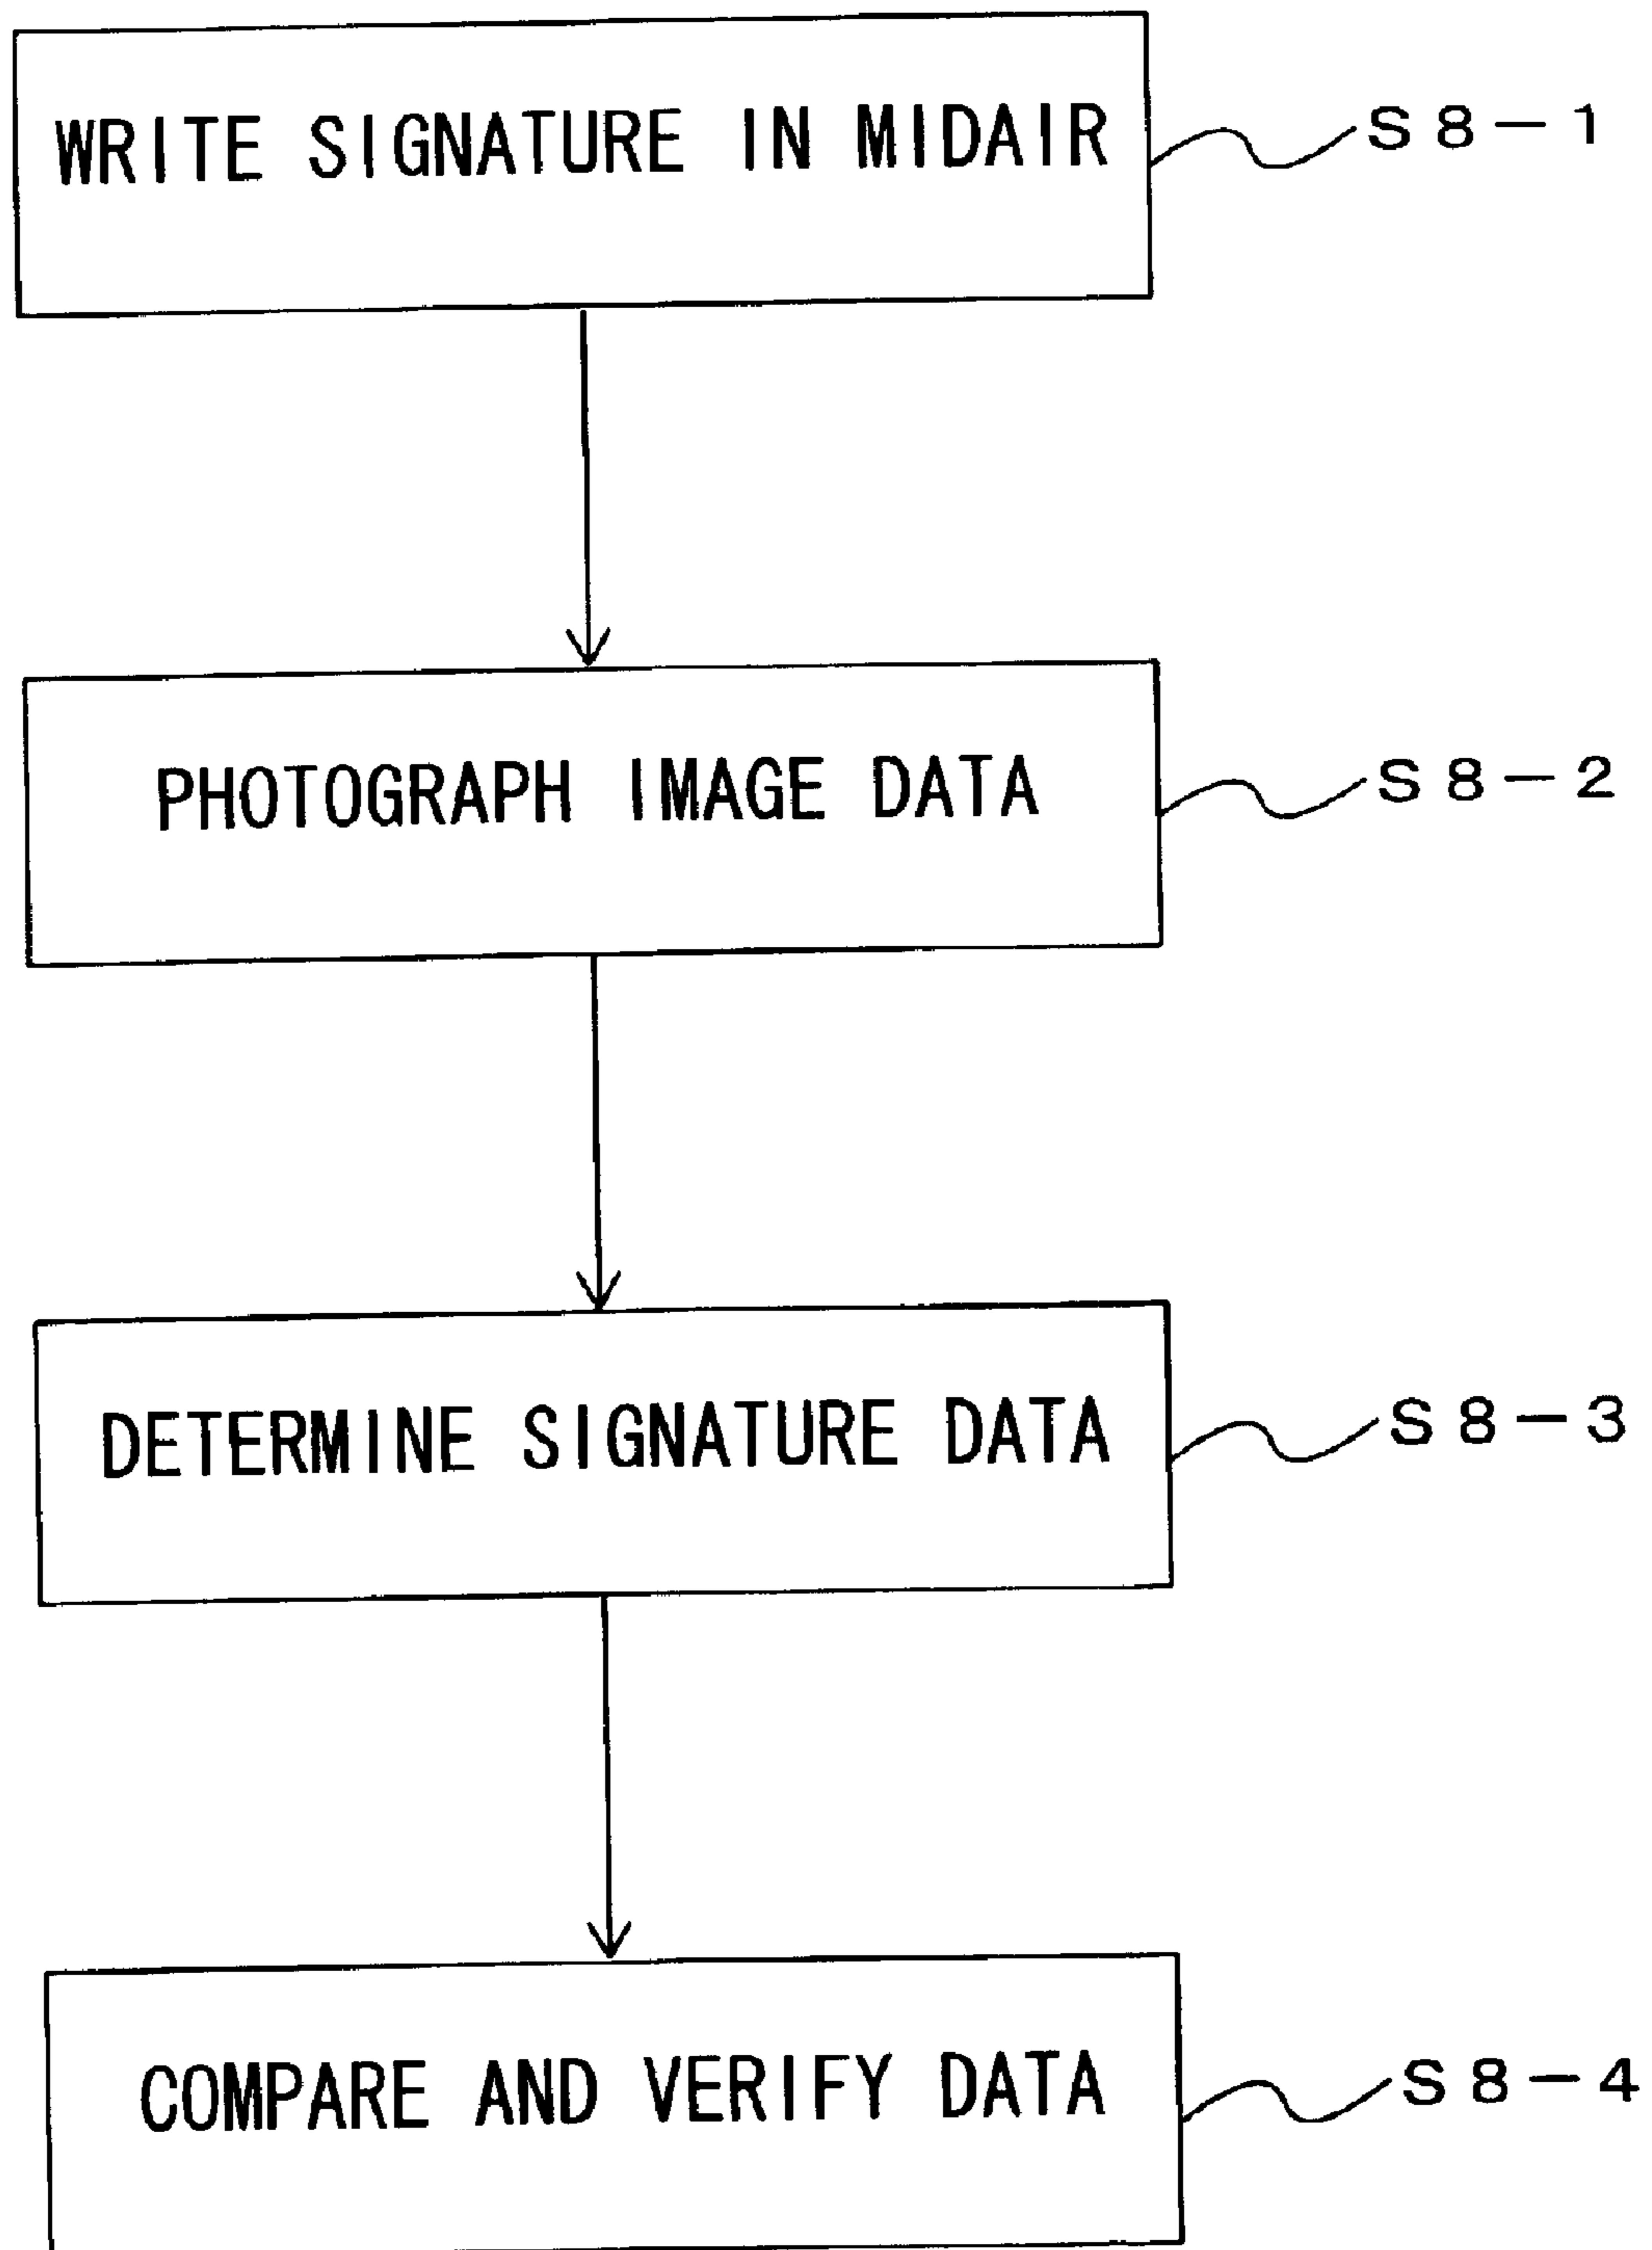 WRITE SIGNATURE IN MIDAIR
S8-1
PHOTOGRAPH IMAGE DATA
S8-2
DETERMINE SIGNATURE DATA
S8-3
COMPARE AND VERIFY DATA
S8-4